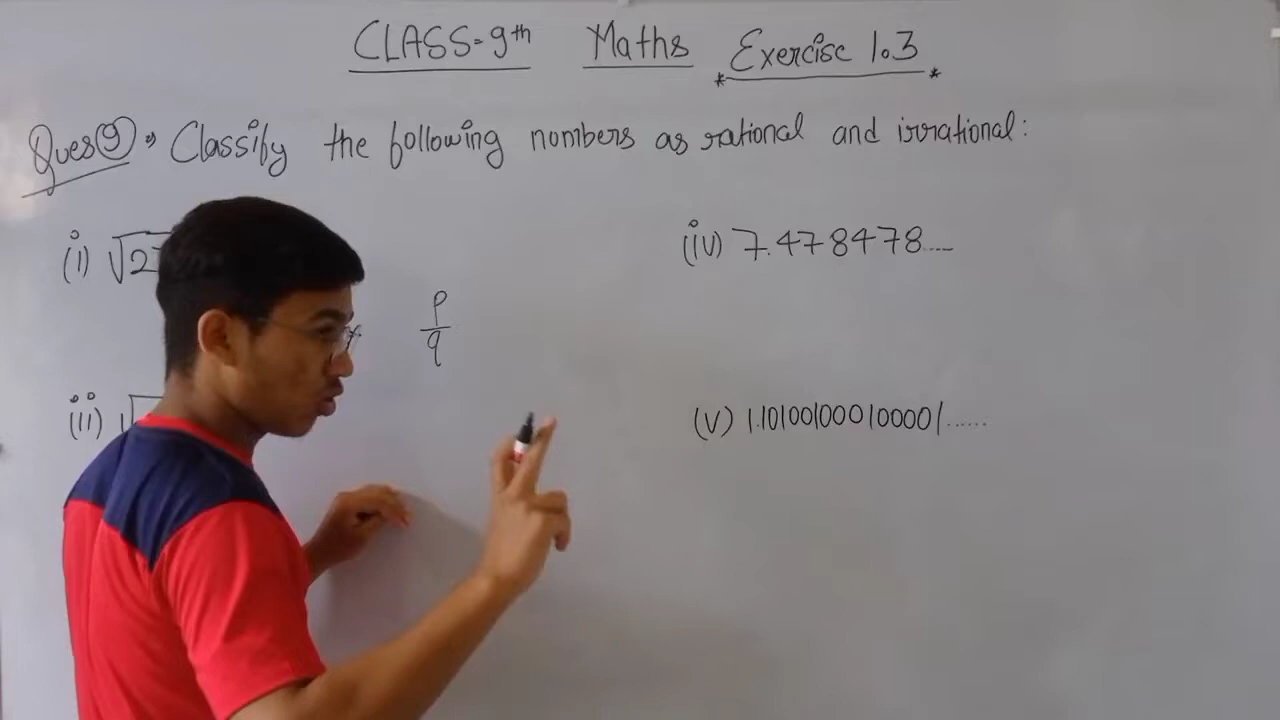 CLASS-9th Maths Exercise 1.3
Ques 9 Classify the following numbers as rational and irrational:
(i) √2
(iv) 7.478478....
p
q
(ii) √
(v) 1.101001000100001......